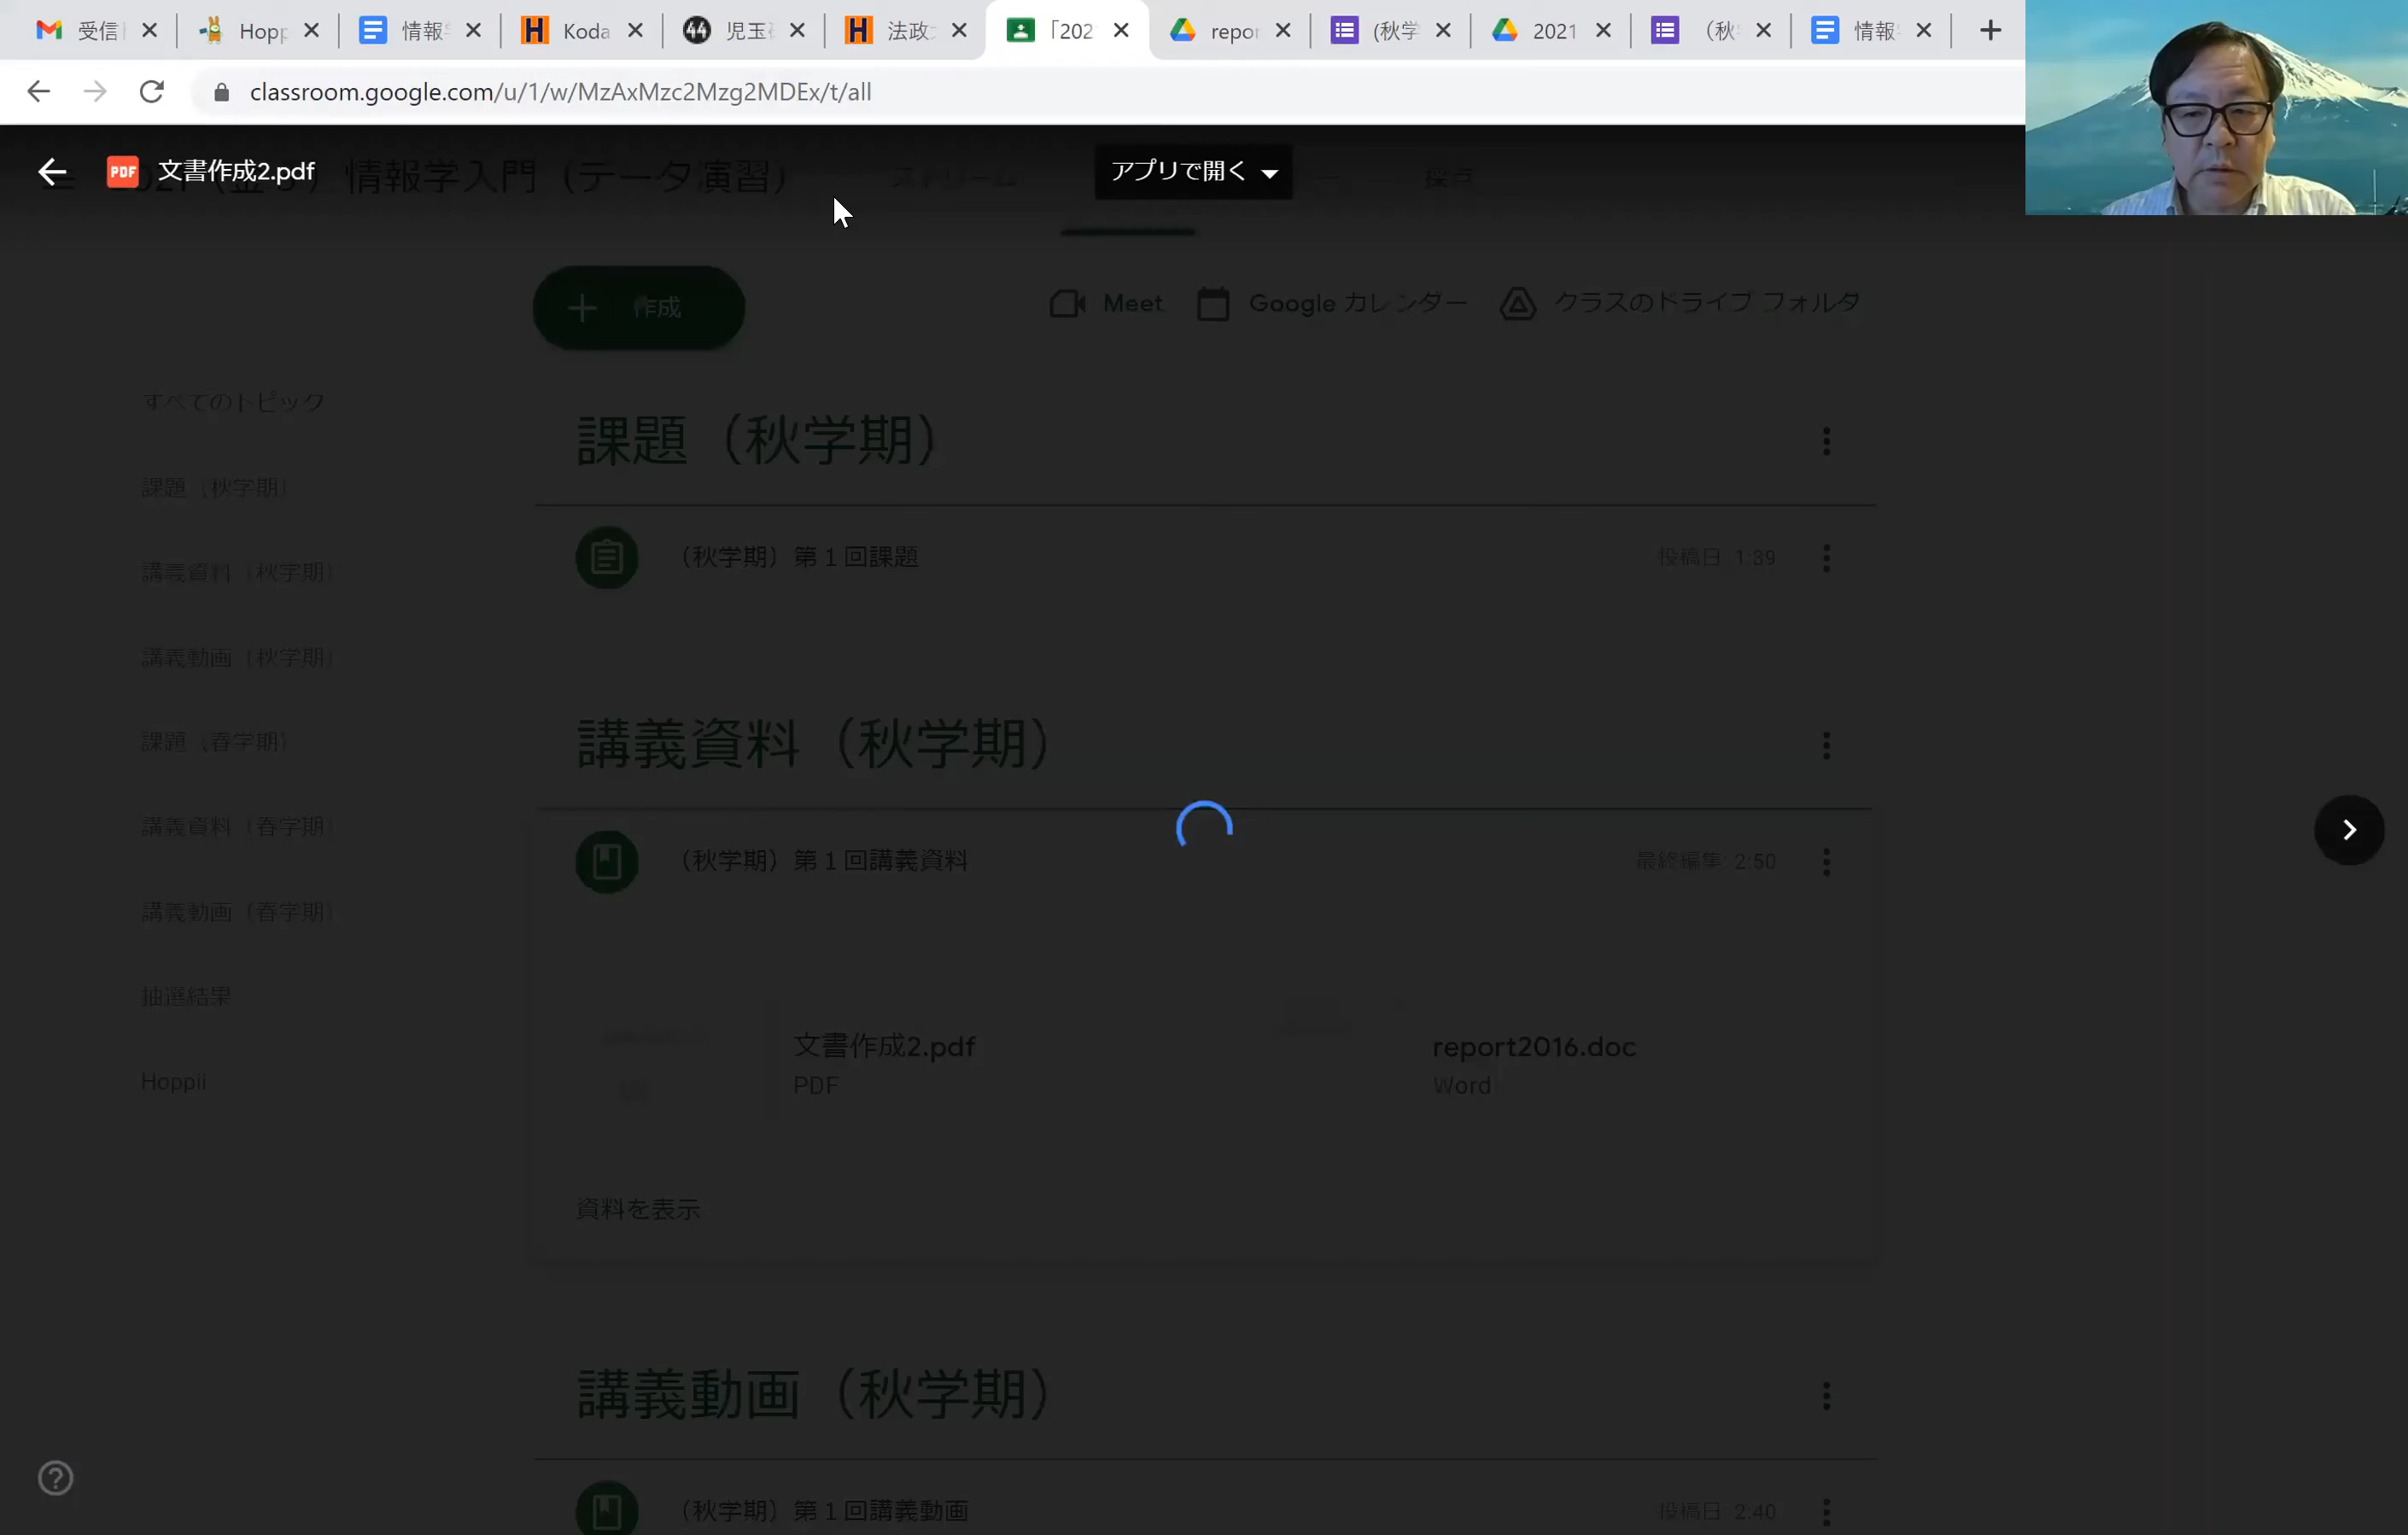 受信 Hopp 情報 Koda 児玉 法政 「202 repor (秋学 2021 （秋 情報
classroom.google.com/u/1/w/MzAxMzc2Mzg2MDEx/t/all
PDF 文書作成2.pdf アプリで開く
情報学入門（データ演習） ストリーム 採点
作成 Meet Google カレンダー クラスのドライブ フォルダ
すべてのトピック
課題（秋学期）
講義資料（秋学期）
講義動画（秋学期）
課題（春学期）
講義資料（春学期）
講義動画（春学期）
抽選結果
Hoppii
課題（秋学期）
（秋学期）第１回課題 投稿日: 1:39
講義資料（秋学期）
（秋学期）第１回講義資料 最終編集: 2:50
文書作成2.pdf
PDF
report2016.doc
Word
資料を表示
講義動画（秋学期）
（秋学期）第１回講義動画 投稿日: 2:40